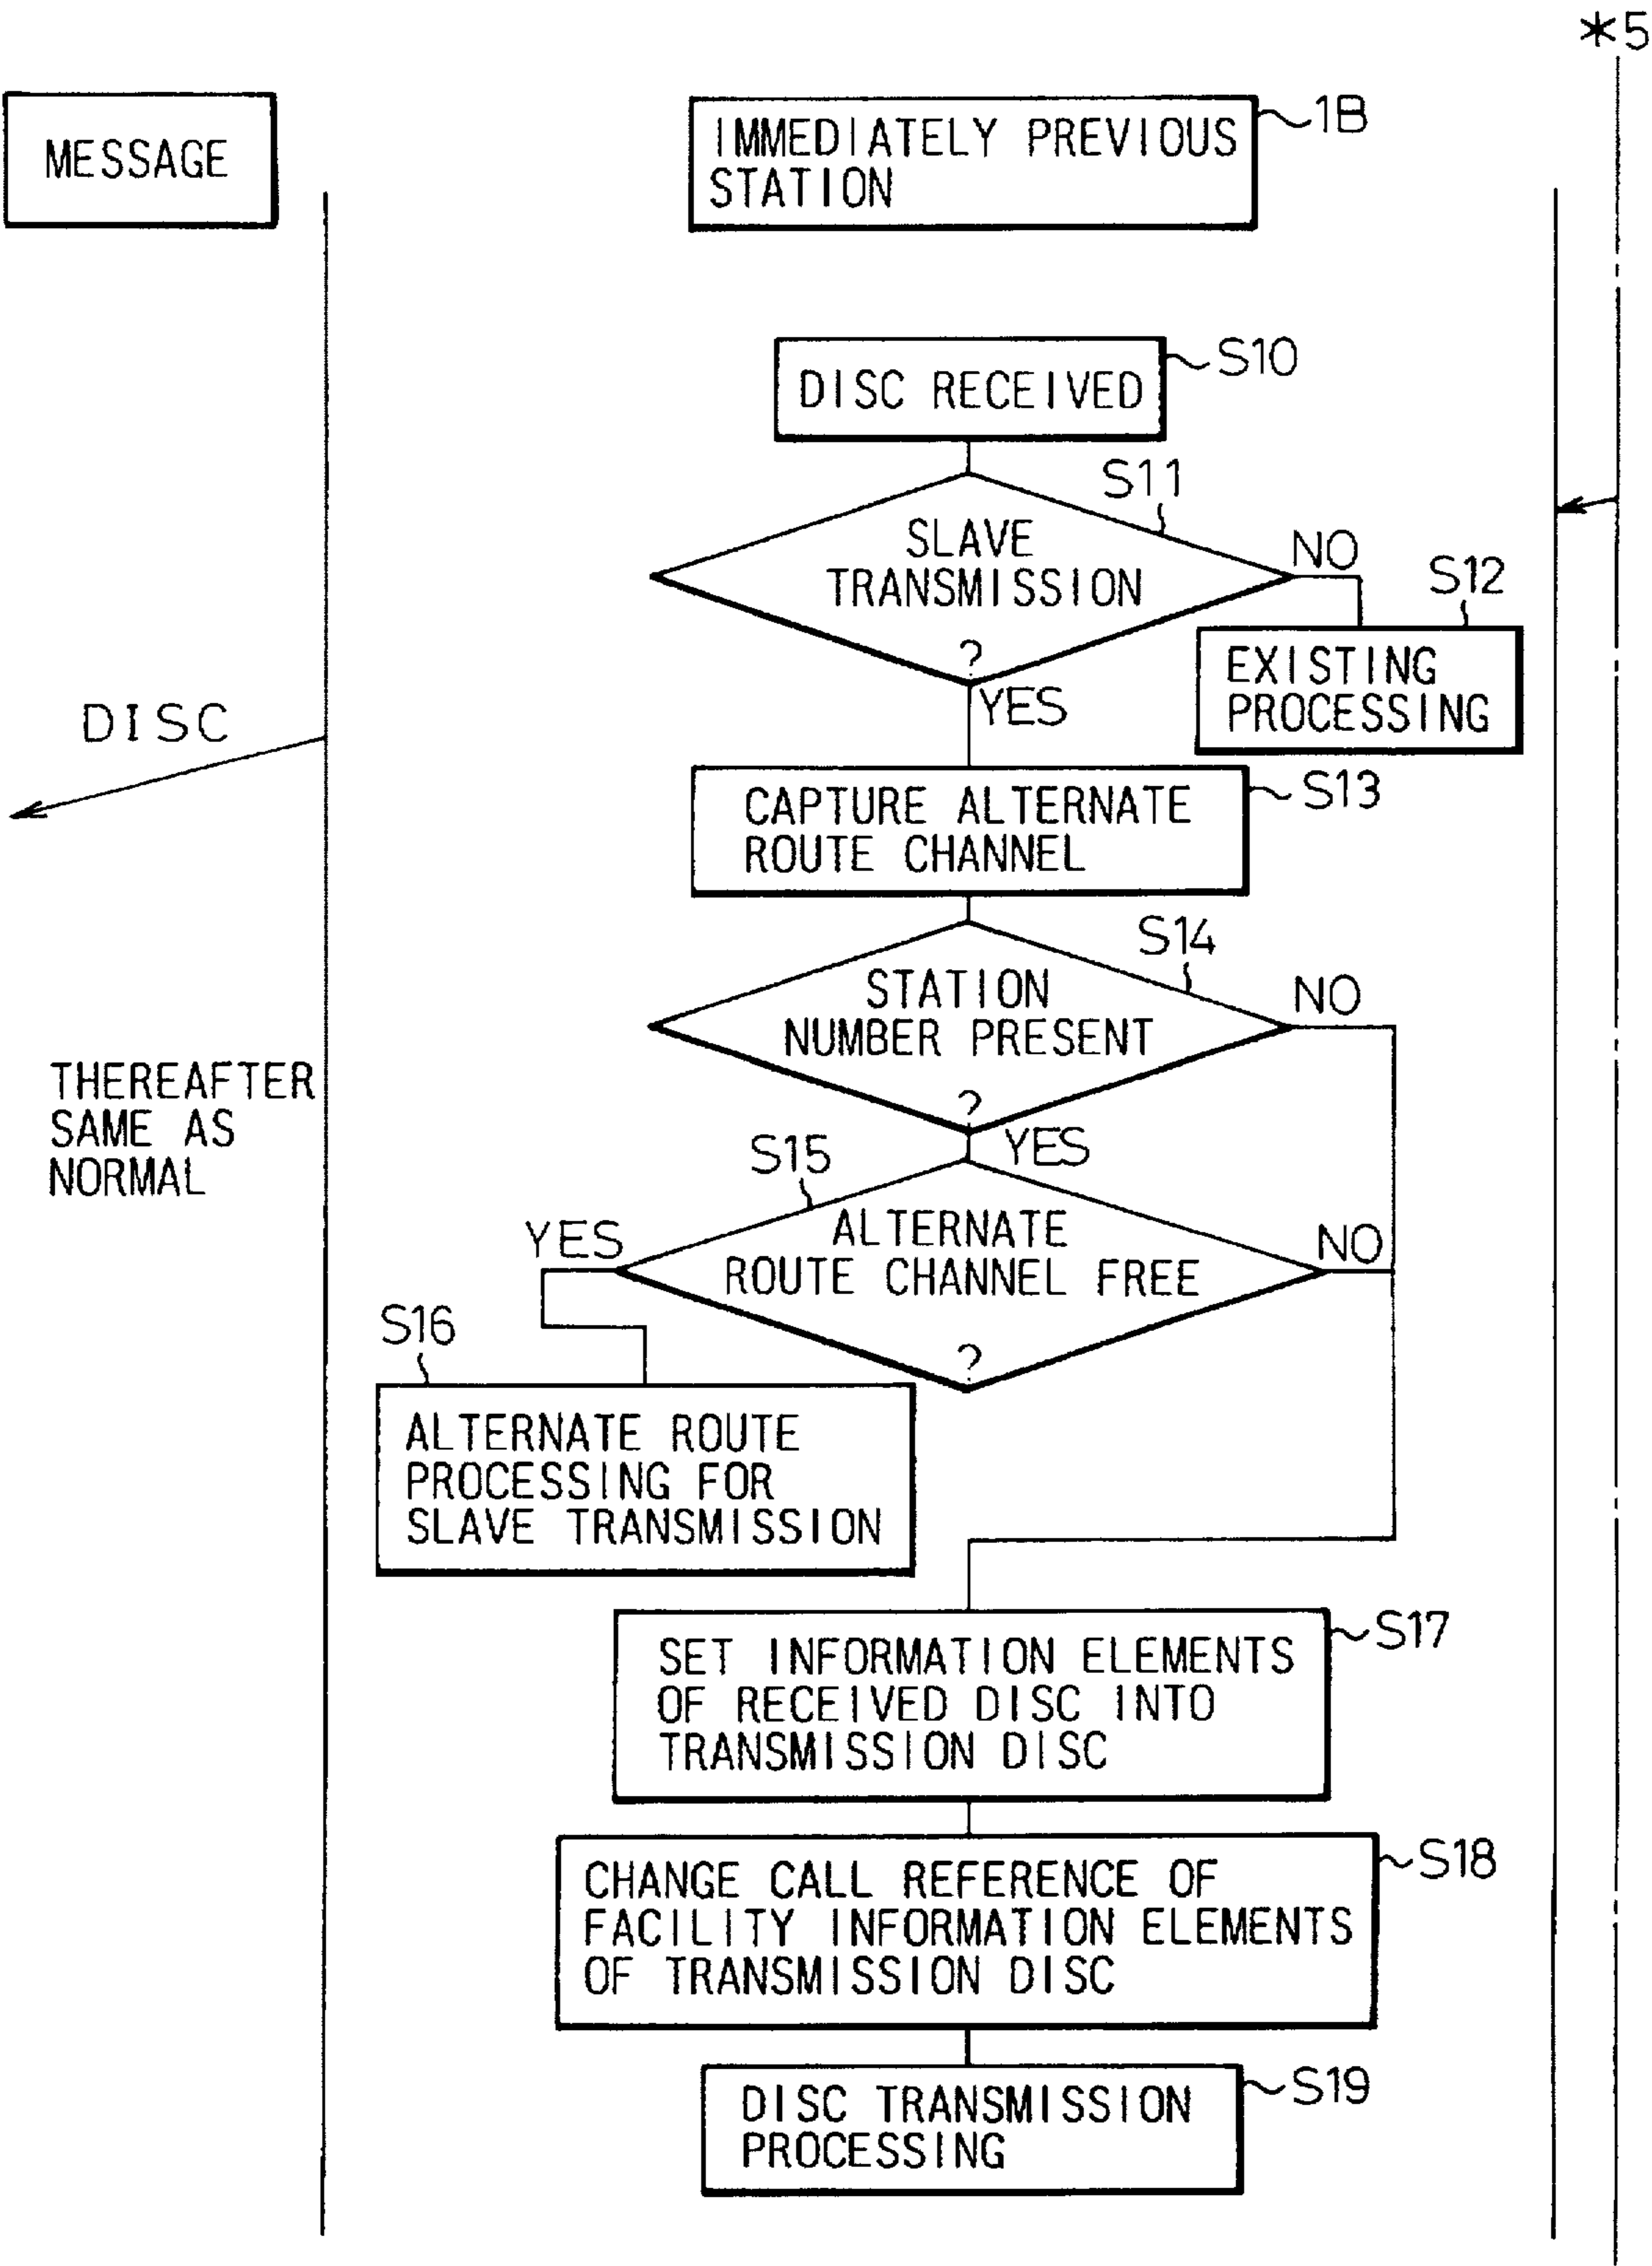 *5
MESSAGE
IMMEDIATELY PREVIOUS
STATION
1B
DISC RECEIVED
S10
SLAVE
TRANSMISSION
?
S11
NO
YES
S12
EXISTING
PROCESSING
DISC
CAPTURE ALTERNATE
ROUTE CHANNEL
S13
STATION
NUMBER PRESENT
?
S14
NO
YES
THEREAFTER
SAME AS
NORMAL
S15
ALTERNATE
ROUTE CHANNEL FREE
?
YES
NO
S16
ALTERNATE ROUTE
PROCESSING FOR
SLAVE TRANSMISSION
SET INFORMATION ELEMENTS
OF RECEIVED DISC INTO
TRANSMISSION DISC
S17
CHANGE CALL REFERENCE OF
FACILITY INFORMATION ELEMENTS
OF TRANSMISSION DISC
S18
DISC TRANSMISSION
PROCESSING
S19